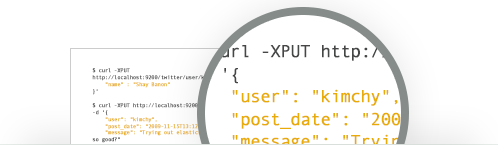 $ curl -XPUT
http://localhost:9200/twitter/user/
"name" : "Shay Banon"
}'
$ curl -XPUT http://localhost:9200
-d '{
"user": "kimchy",
"post_date": "2009-11-15T13:12
"message": "Trying out elastic
so good?"
url -XPUT http:/
'{
"user": "kimchy",
"post_date": "200
"message": "Tryin